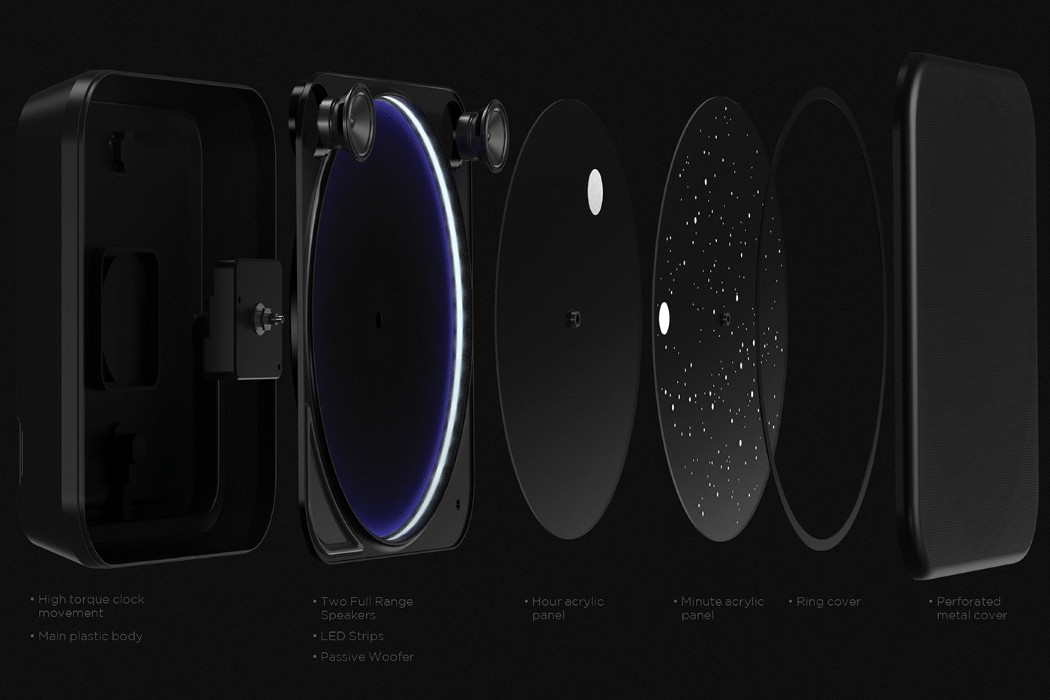 • High torque clock
movement
• Main plastic body
• Two Full Range
Speakers
• LED Strips
• Passive Woofer
• Hour acrylic
panel
• Minute acrylic
panel
• Ring cover
• Perforated
metal cover